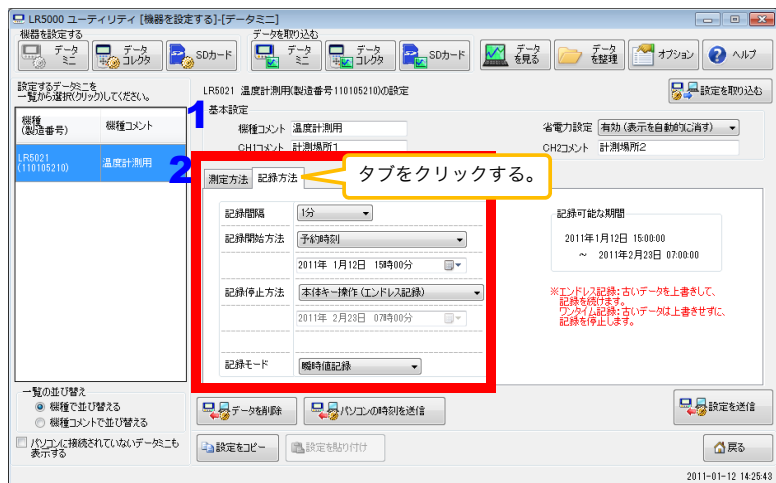 LR5000 ユーティリティ [機器を設定する]-[データミニ]
機器を設定する
データを取り込む
データ
ミニ
データ
コレクタ
SDカード
データ
ミニ
データ
コレクタ
SDカード
データ
を見る
データ
を整理
オプション
ヘルプ
設定するデータミニを
一覧から選択(クリック)してください。
LR5021 温度計測用(製造番号110105210)の設定
設定を取り込む
機種
(製造番号)
機種コメント
LR5021
(110105210)
温度計測用
1
基本設定
機種コメント 温度計測用
省電力設定 有効 (表示を自動的に消す)
CH1コメント 計測場所1
CH2コメント 計測場所2
2
測定方法 記録方法
タブをクリックする。
記録間隔 1分
記録開始方法 予約時刻
2011年 1月12日 15時00分
記録停止方法 本体キー操作 (エンドレス記録)
2011年 2月23日 07時00分
記録モード 瞬時値記録
記録可能な期間
2011年1月12日 15:00:00
～ 2011年2月23日 07:00:00
※エンドレス記録:古いデータを上書きして、
記録を続けます。
ワンタイム記録:古いデータは上書きせずに、
記録を停止します。
一覧の並び替え
機種で並び替える
機種コメントで並び替える
パソコンに接続されていないデータミニも
表示する
データを削除
パソコンの時刻を送信
設定を送信
設定をコピー
設定を貼り付け
戻る
2011-01-12 14:25:43